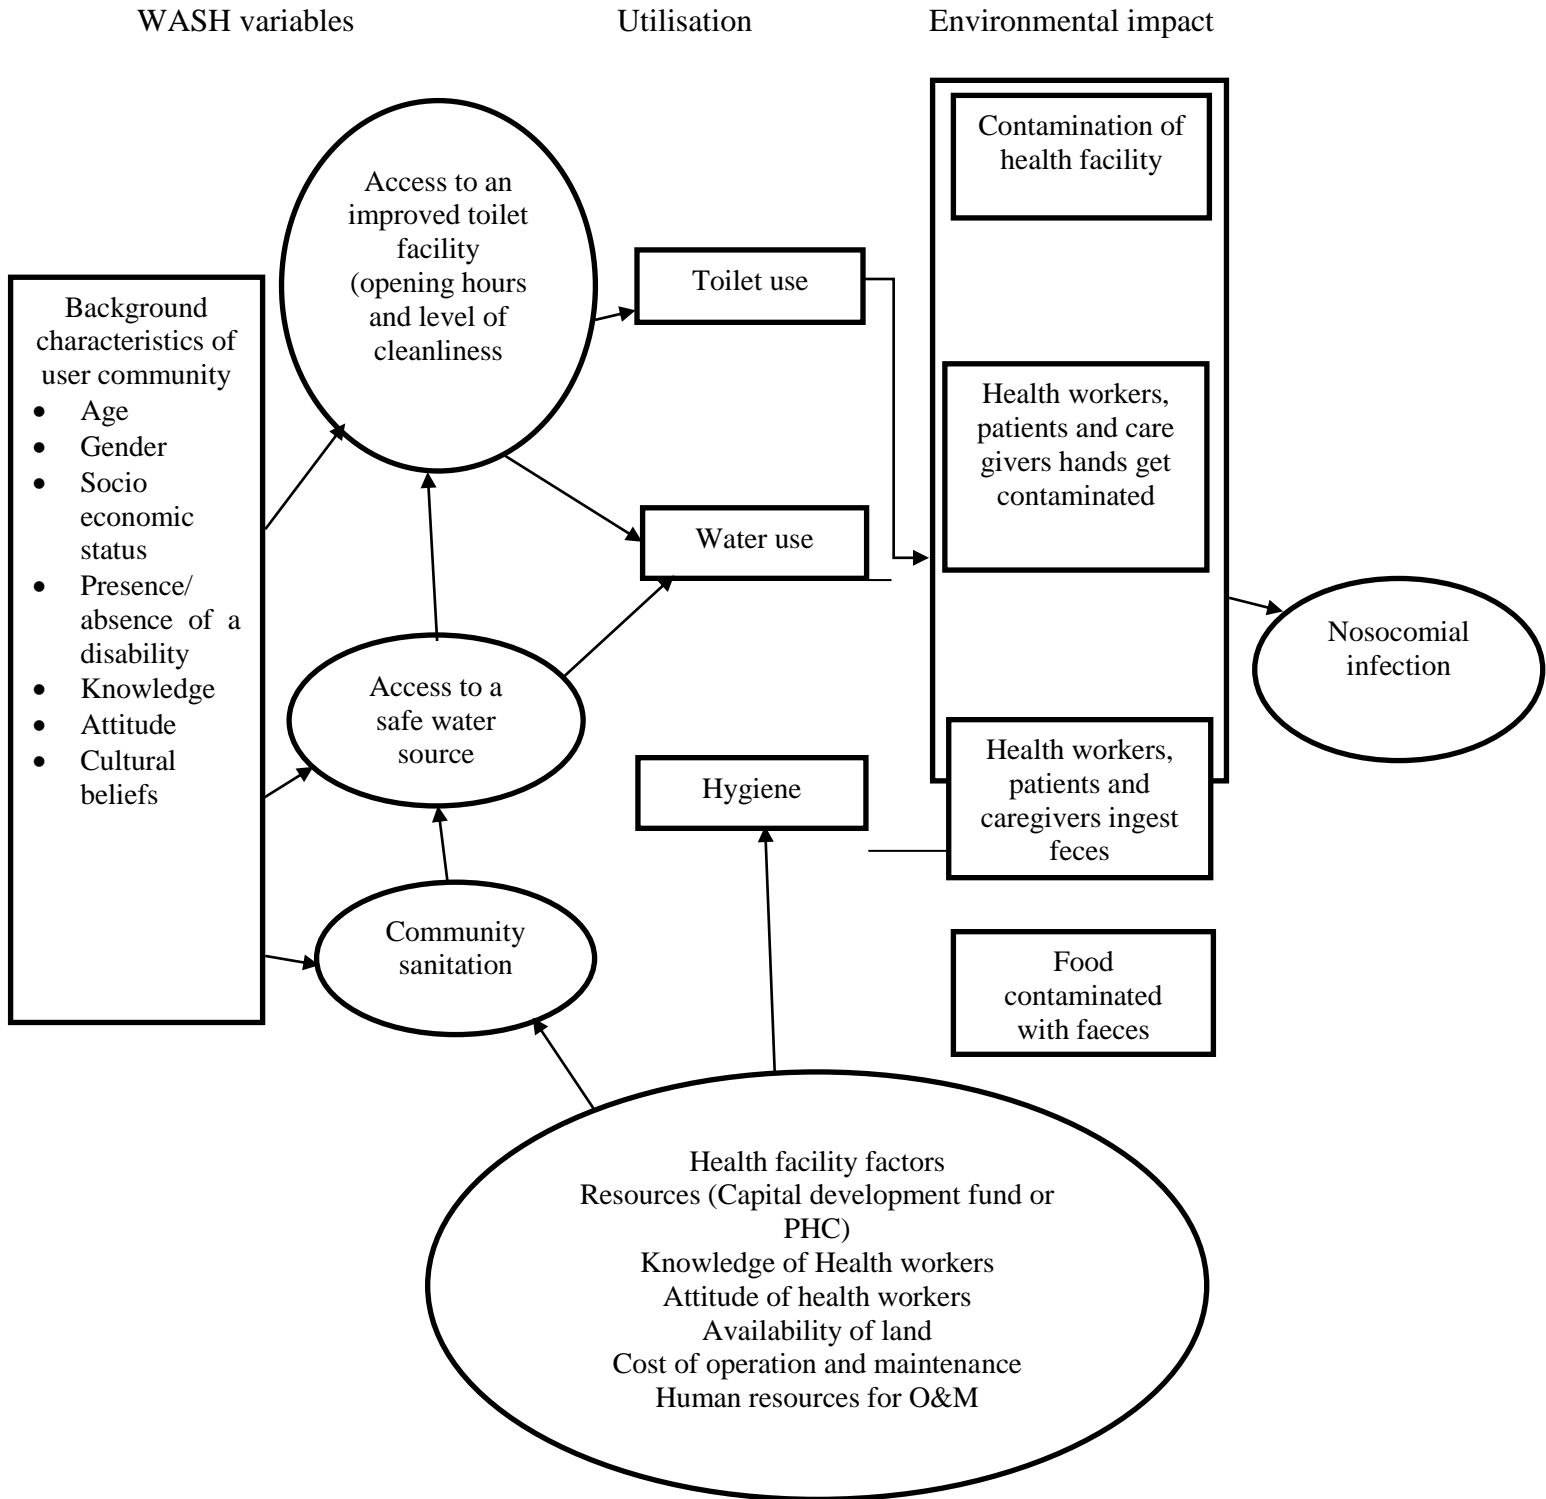 WASH variables
Utilisation
Environmental impact
Background
characteristics of
user community
• Age
• Gender
• Socio
economic
status
• Presence/
absence of a
disability
• Knowledge
• Attitude
• Cultural
beliefs
Access to an
improved toilet
facility
(opening hours
and level of
cleanliness
Access to a
safe water
source
Community
sanitation
Toilet use
Water use
Hygiene
Contamination of
health facility
Health workers,
patients and care
givers hands get
contaminated
Health workers,
patients and
caregivers ingest
feces
Food
contaminated
with faeces
Nosocomial
infection
Health facility factors
Resources (Capital development fund or
PHC)
Knowledge of Health workers
Attitude of health workers
Availability of land
Cost of operation and maintenance
Human resources for O&M